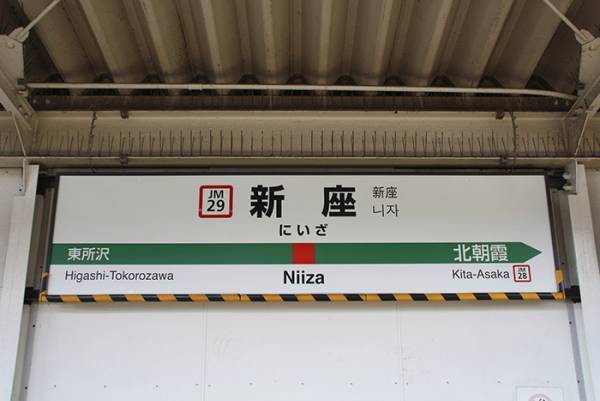 JM
29
新座
新座
니자
にいざ
東所沢
北朝霞
Higashi-Tokorozawa
Niiza
Kita-Asaka
JM
28